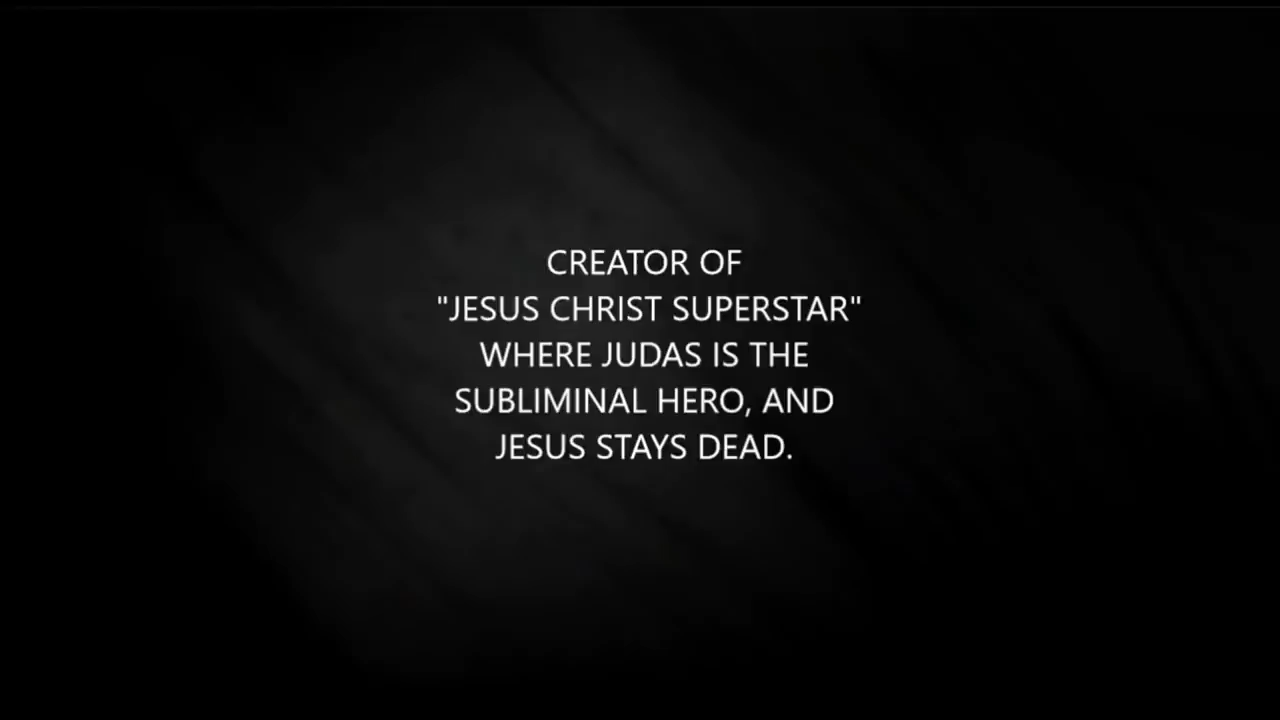 CREATOR OF
"JESUS CHRIST SUPERSTAR"
WHERE JUDAS IS THE
SUBLIMINAL HERO, AND
JESUS STAYS DEAD.